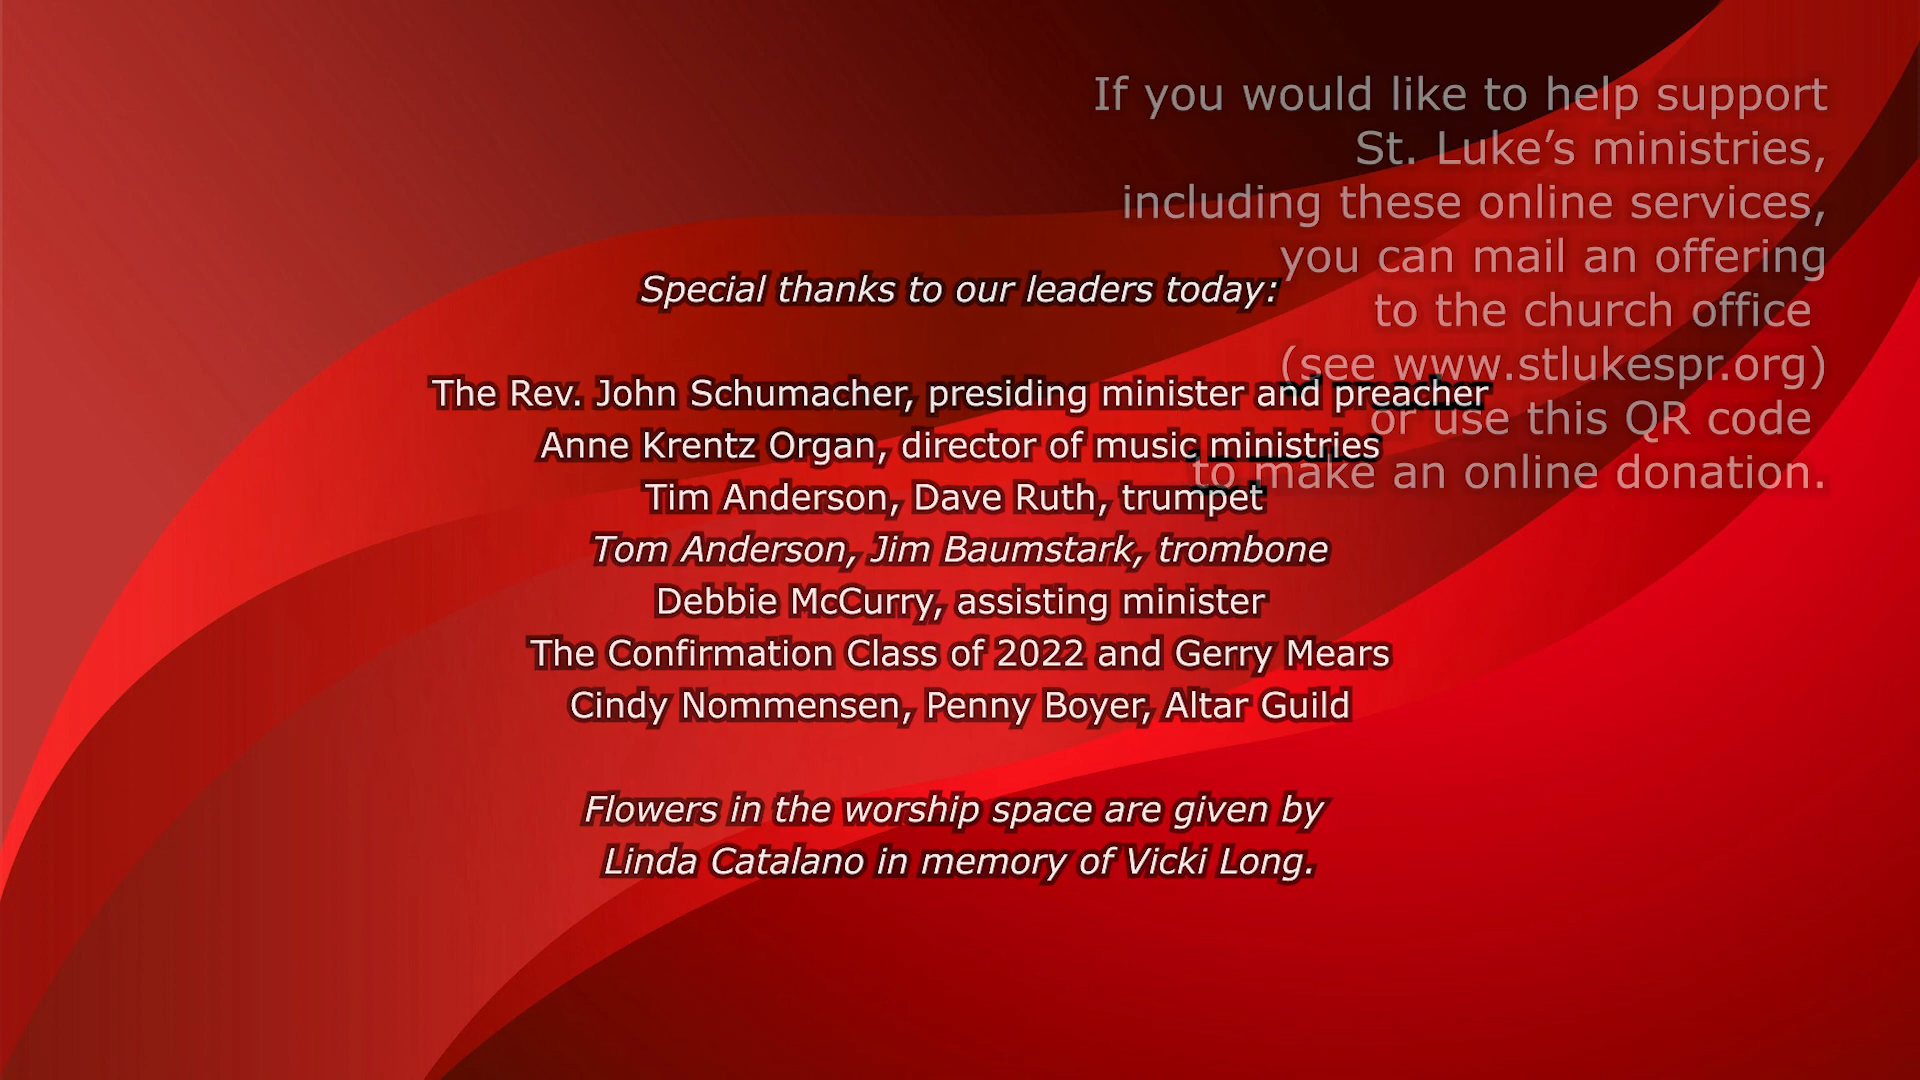 If you would like to help support
St. Luke’s ministries,
including these online services,
you can mail an offering
to the church office
(see www.stlukespr.org)
or use this QR code
to make an online donation.
Special thanks to our leaders today:
The Rev. John Schumacher, presiding minister and preacher
Anne Krentz Organ, director of music ministries
Tim Anderson, Dave Ruth, trumpet
Tom Anderson, Jim Baumstark, trombone
Debbie McCurry, assisting minister
The Confirmation Class of 2022 and Gerry Mears
Cindy Nommensen, Penny Boyer, Altar Guild
Flowers in the worship space are given by
Linda Catalano in memory of Vicki Long.